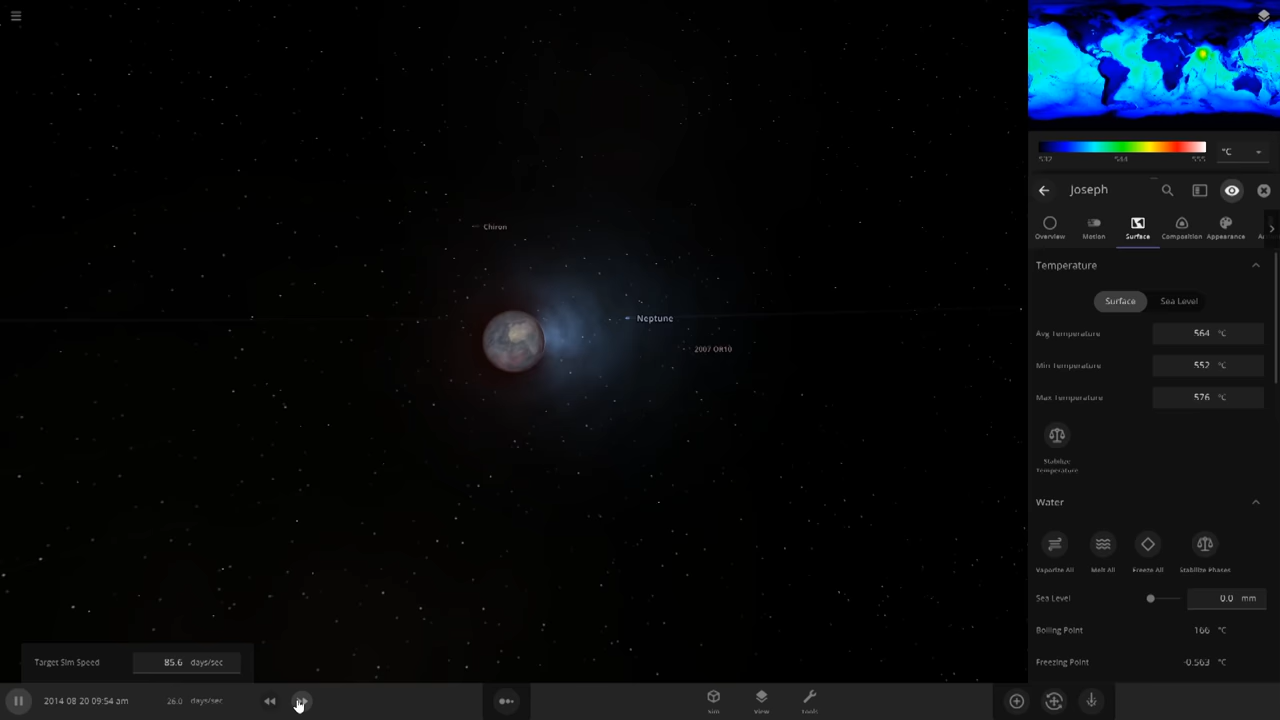 532 544 555
°C
Joseph
Overview Motion Surface Composition Appearance
Temperature
Surface Sea Level
Avg Temperature 564 °C
Min Temperature 552 °C
Max Temperature 576 °C
Stabilize
Temperature
Water
Vaporize All Melt All Freeze All Stabilize Phases
Sea Level 0.0 mm
Boiling Point 166 °C
Freezing Point -0.563 °C
Chiron
Neptune
2007 OR10
Target Sim Speed 85.6 days/sec
2014 08 20 09:54 am 26.0 days/sec
Sim View Tools